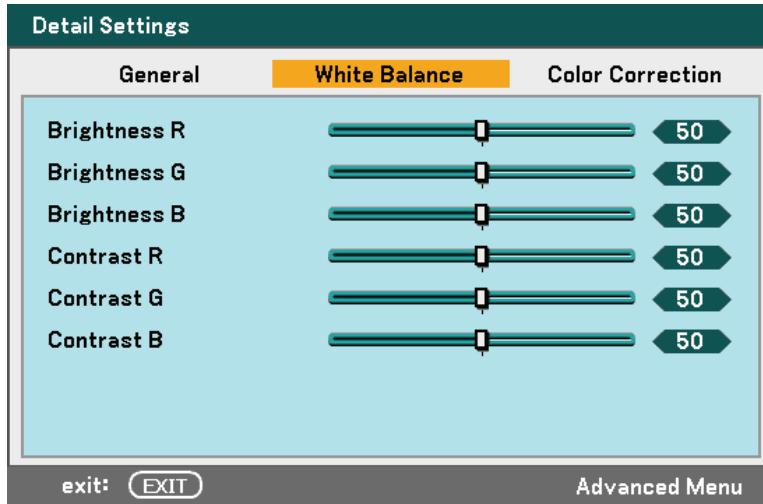 Detail Settings
General White Balance Color Correction
Brightness R 50
Brightness G 50
Brightness B 50
Contrast R 50
Contrast G 50
Contrast B 50
exit: EXIT Advanced Menu